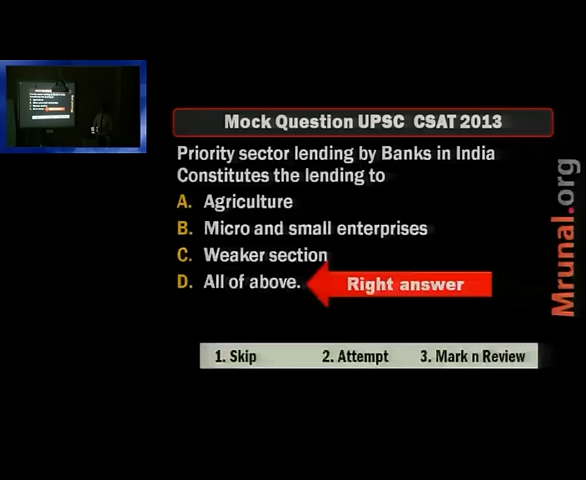 Mock Question UPSC CSAT 2013
Priority sector lending by Banks in India
Constitutes the lending to
A. Agriculture
B. Micro and small enterprises
C. Weaker section
D. All of above.
Right answer
1. Skip 2. Attempt 3. Mark n Review
Mrunal.org